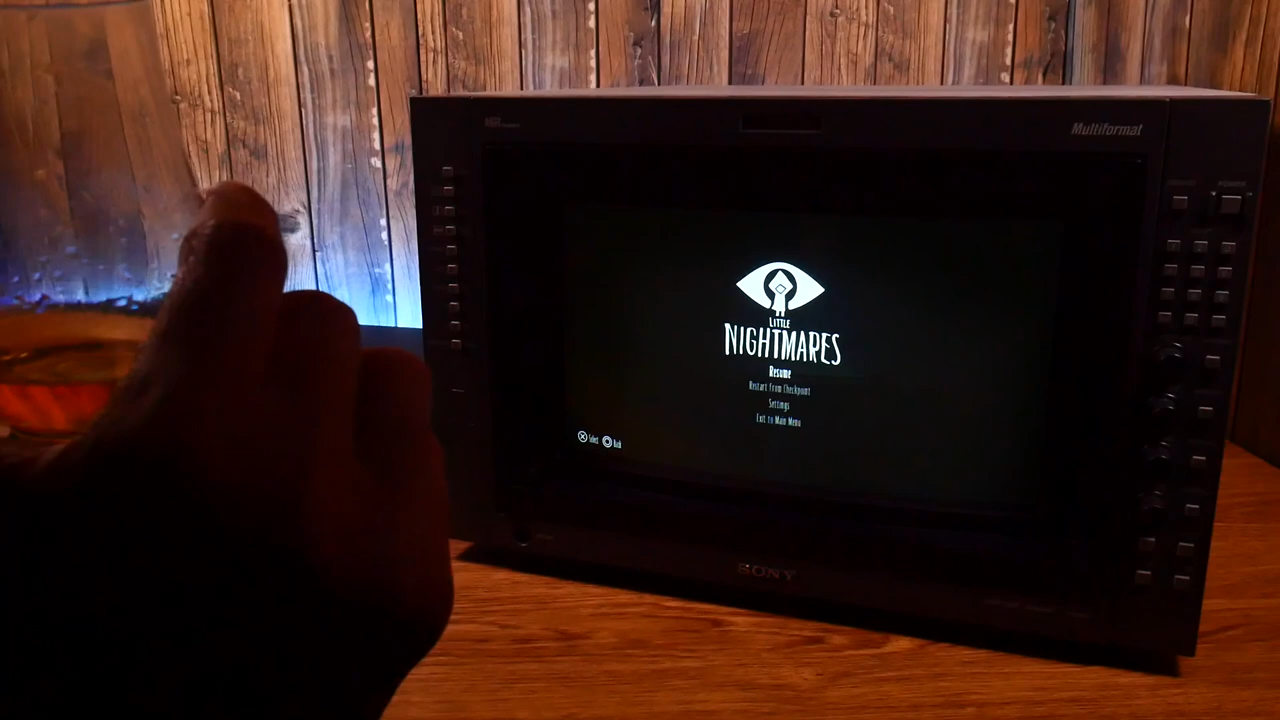 Multiformat
LITTLE
NIGHTMARES
Resume
Restart from Checkpoint
Settings
Exit to Main Menu
Select Back
SONY